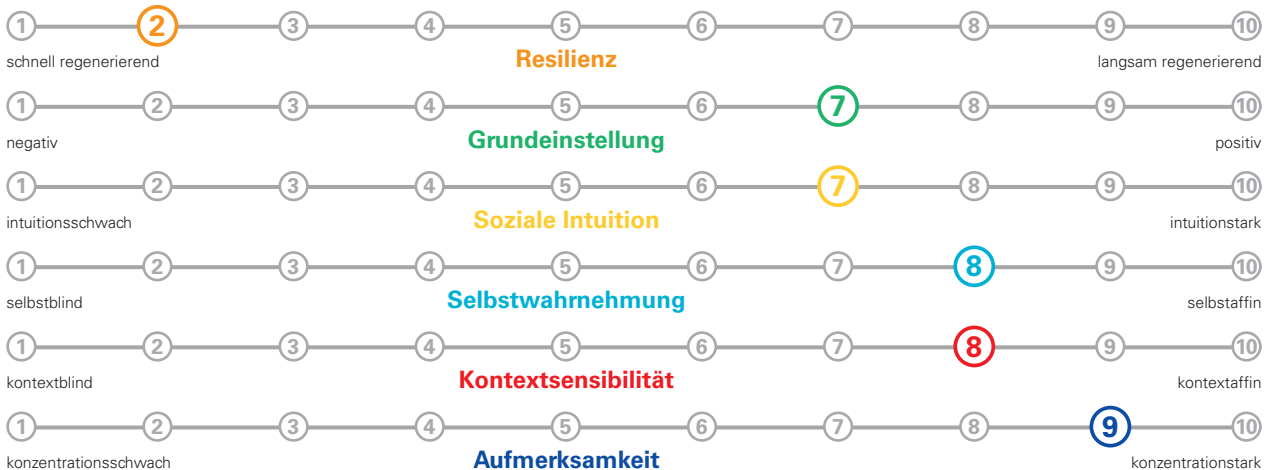 1 2 3 4 5 6 7 8 9 10
schnell regenerierend Resilienz langsam regenerierend
1 2 3 4 5 6 7 8 9 10
negativ Grundeinstellung positiv
1 2 3 4 5 6 7 8 9 10
intuitionsschwach Soziale Intuition intuitionstark
1 2 3 4 5 6 7 8 9 10
selbstblind Selbstwahrnehmung selbstaffin
1 2 3 4 5 6 7 8 9 10
kontextblind Kontextsensibilität kontextaffin
1 2 3 4 5 6 7 8 9 10
konzentrationsschwach Aufmerksamkeit konzentrationstark